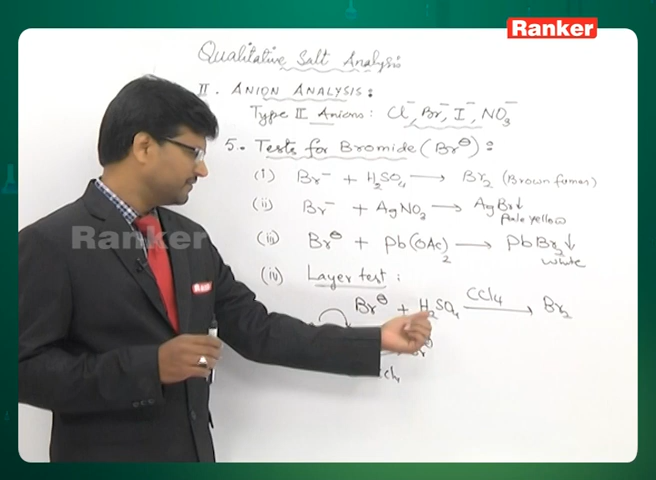 Ranker
Qualitative Salt Analysis
II. ANION ANALYSIS:
Type II Anions: Cl⁻, Br⁻, I⁻, NO₃⁻
5. Tests for Bromide (Br⊖):
(i) Br⁻ + H₂SO₄ → Br₂ (Brown fumes)
(ii) Br⁻ + AgNO₃ → AgBr↓
Pale yellow
(iii) Br⊖ + Pb(OAc)₂ → PbBr₂↓
White
Ranker
(iv) Layer test:
Br⊖ + H₂SO₄ CCl₄→ Br₂